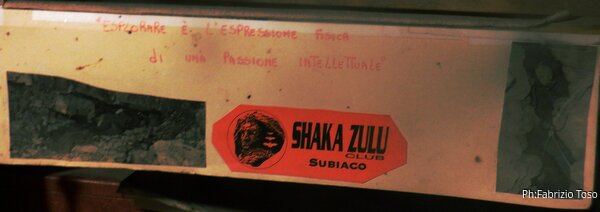 "ESPLORARE È L'ESPRESSIONE FISICA
di UNA PASSIONE INTELLETTUALE"
SHAKA ZULU
CLUB
SUBIACO
Ph:Fabrizio Toso